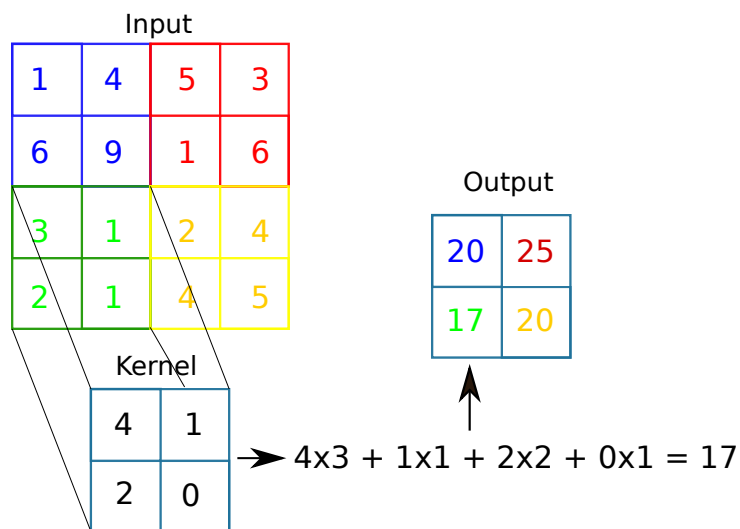 Input
1 4 5 3
6 9 1 6
3 1 2 4
2 1 4 5
Output
20 25
17 20
Kernel
4 1
2 0
4x3 + 1x1 + 2x2 + 0x1 = 17